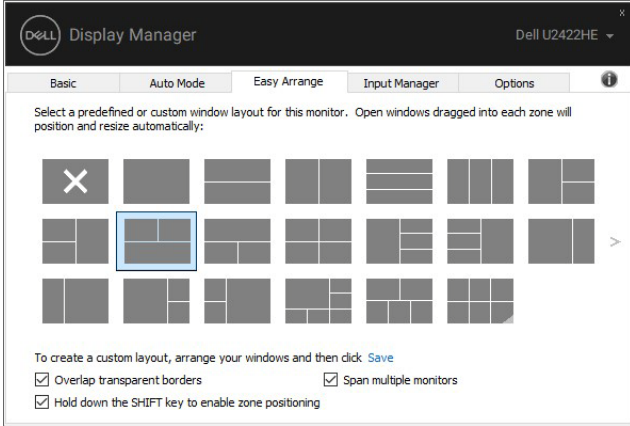 x
DELL Display Manager Dell U2422HE
Basic Auto Mode Easy Arrange Input Manager Options i
Select a predefined or custom window layout for this monitor. Open windows dragged into each zone will
position and resize automatically:
>
To create a custom layout, arrange your windows and then click Save
Overlap transparent borders Span multiple monitors
Hold down the SHIFT key to enable zone positioning